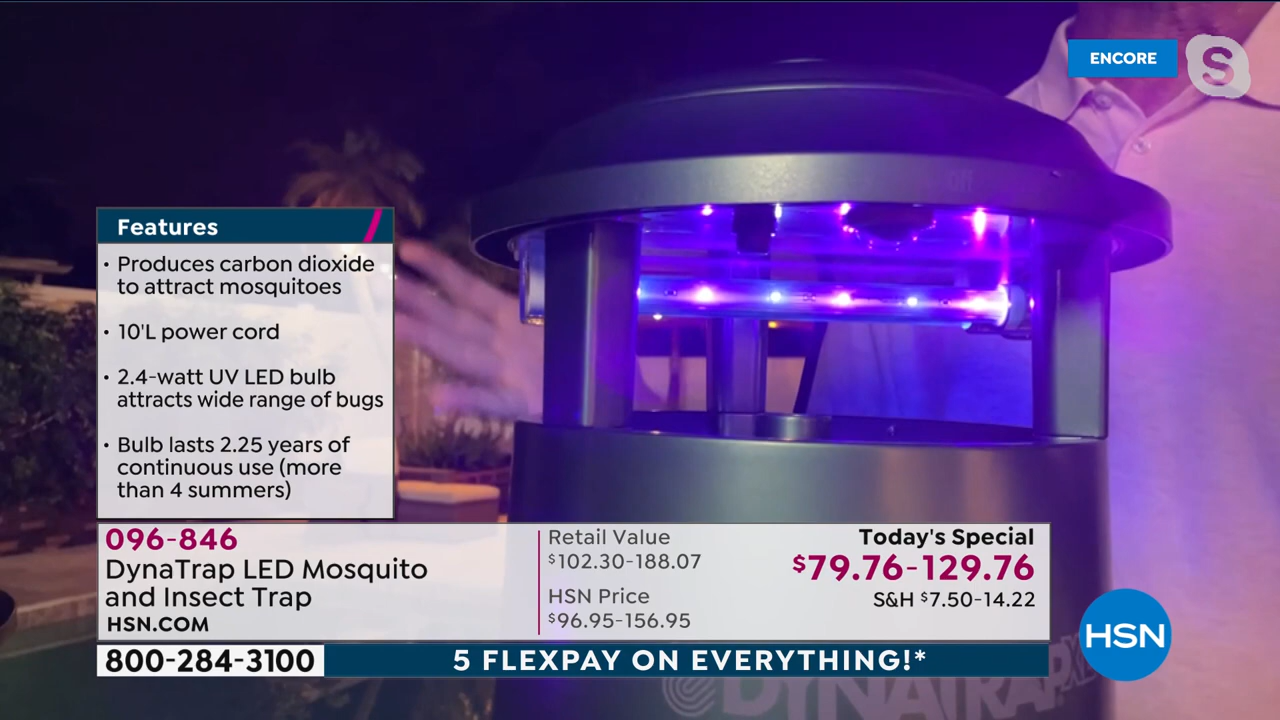 ENCORE
S
Features
• Produces carbon dioxide
to attract mosquitoes
• 10'L power cord
• 2.4-watt UV LED bulb
attracts wide range of bugs
• Bulb lasts 2.25 years of
continuous use (more
than 4 summers)
096-846
DynaTrap LED Mosquito
and Insect Trap
HSN.COM
Retail Value
$102.30-188.07
HSN Price
$96.95-156.95
Today's Special
$79.76-129.76
S&H $7.50-14.22
HSN
800-284-3100
5 FLEXPAY ON EVERYTHING!*
DYNATRAP XL